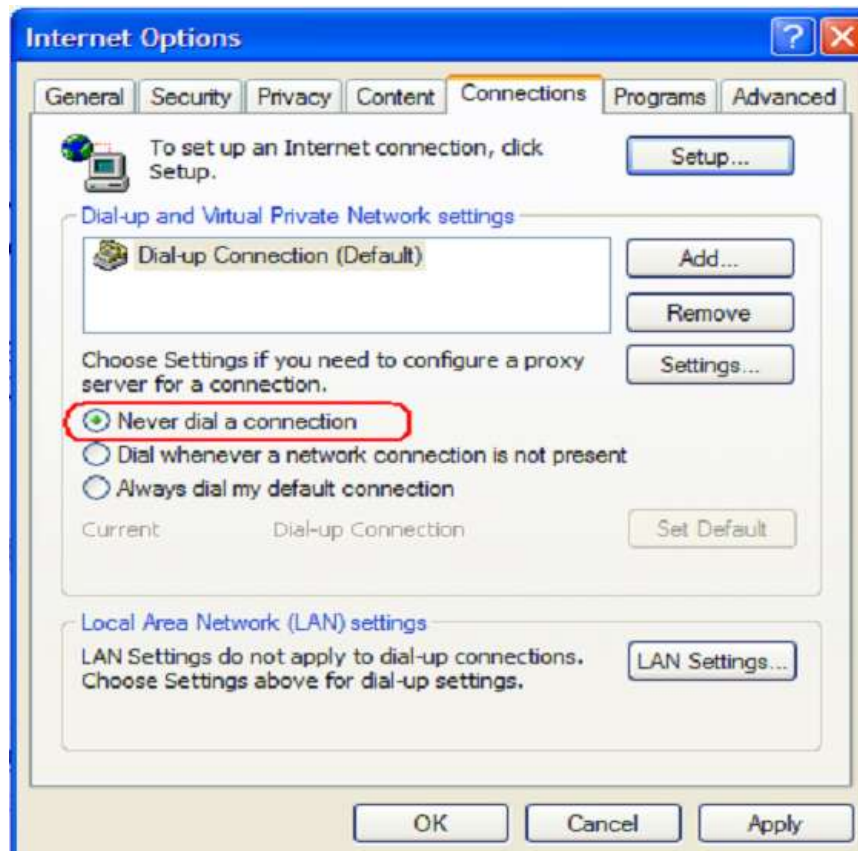 Internet Options
General Security Privacy Content Connections Programs Advanced
To set up an Internet connection, click
Setup.
Setup...
Dial-up and Virtual Private Network settings
Dial-up Connection (Default)
Add...
Remove
Choose Settings if you need to configure a proxy
server for a connection.
Settings...
Never dial a connection
Dial whenever a network connection is not present
Always dial my default connection
Current Dial-up Connection Set Default
Local Area Network (LAN) settings
LAN Settings do not apply to dial-up connections.
Choose Settings above for dial-up settings.
LAN Settings...
OK Cancel Apply